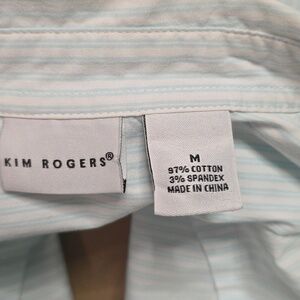 KIM ROGERS®
M
97% COTTON
3% SPANDEX
MADE IN CHINA